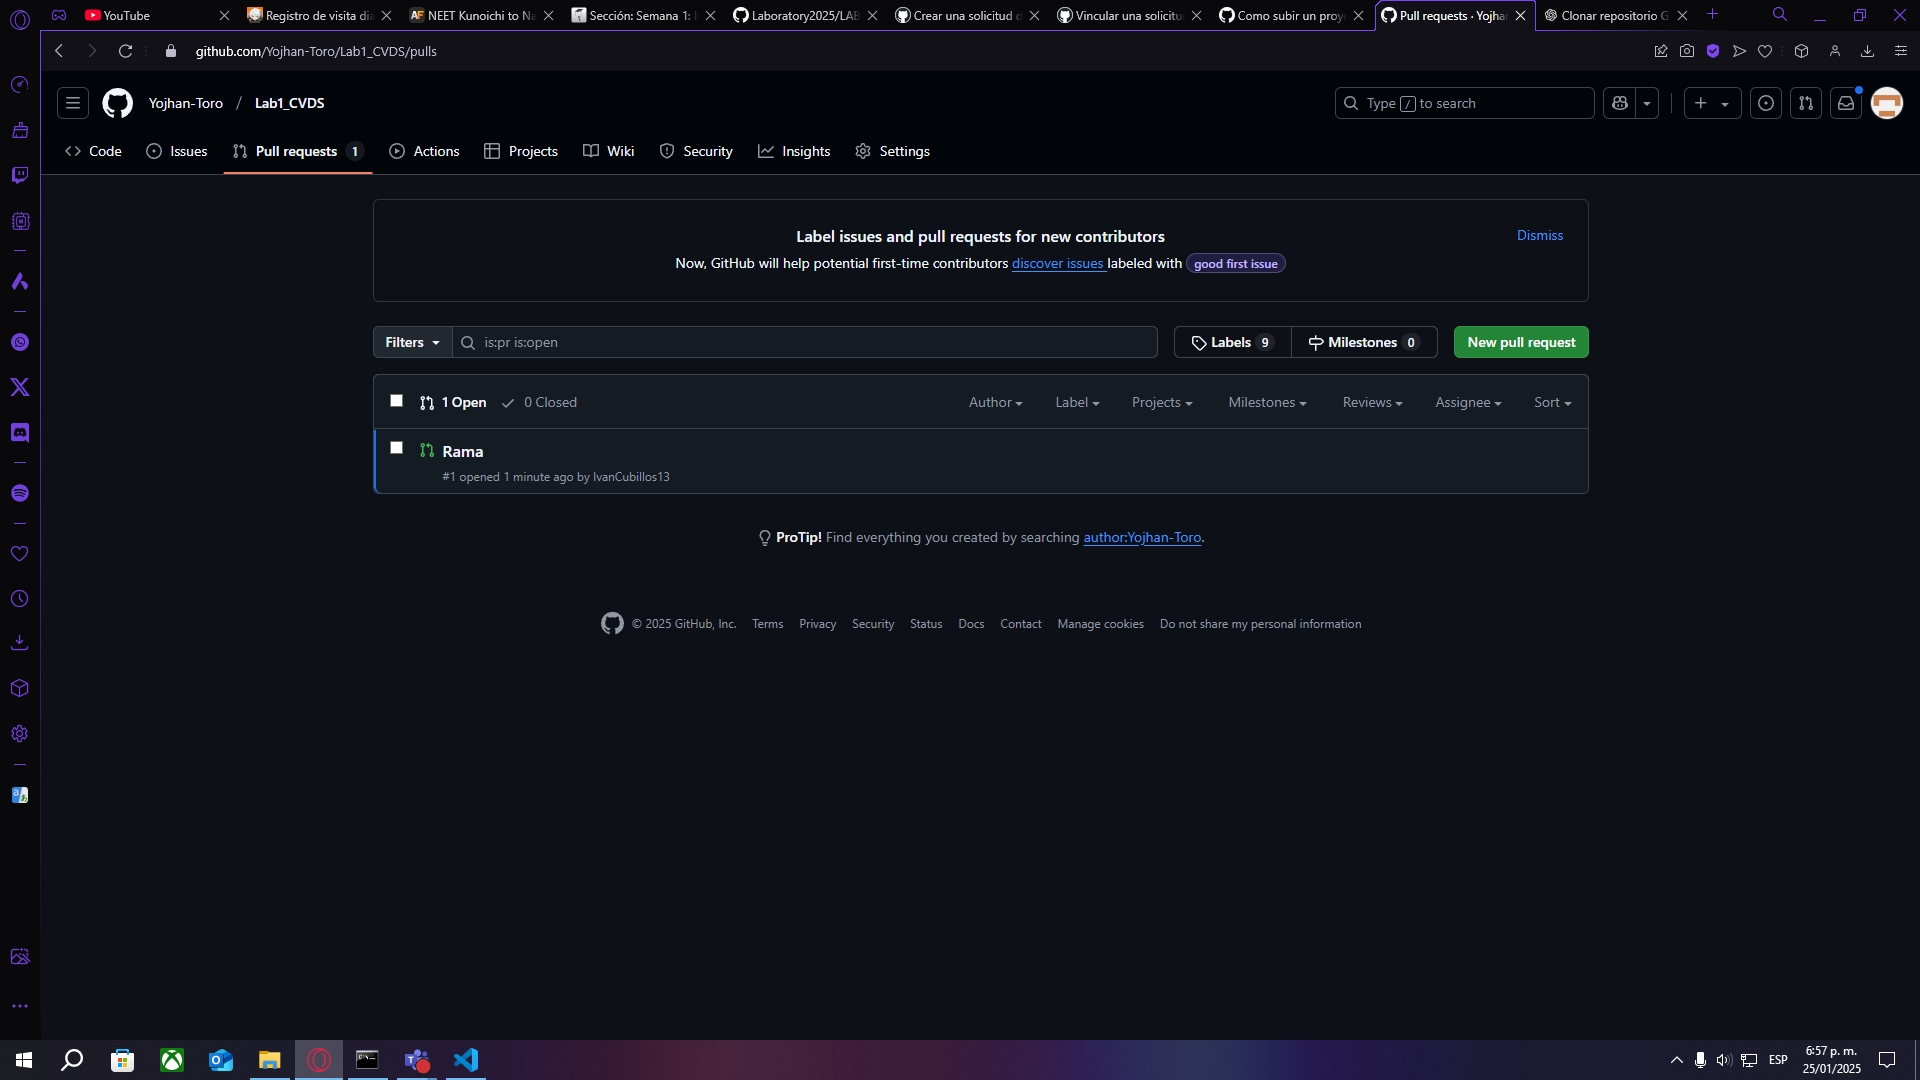 YouTube
Registro de visita dia
NEET Kunoichi to Na
Sección: Semana 1: I
Laboratory2025/LAB
Crear una solicitud d
Vincular una solicitu
Como subir un proye
Pull requests · Yojhan
Clonar repositorio G
github.com/Yojhan-Toro/Lab1_CVDS/pulls
Yojhan-Toro / Lab1_CVDS
Type / to search
Code
Issues
Pull requests 1
Actions
Projects
Wiki
Security
Insights
Settings
Label issues and pull requests for new contributors
Dismiss
Now, GitHub will help potential first-time contributors discover issues labeled with good first issue
Filters
is:pr is:open
Labels 9
Milestones 0
New pull request
1 Open
0 Closed
Author
Label
Projects
Milestones
Reviews
Assignee
Sort
Rama
#1 opened 1 minute ago by IvanCubillos13
ProTip! Find everything you created by searching author:Yojhan-Toro.
© 2025 GitHub, Inc.
Terms
Privacy
Security
Status
Docs
Contact
Manage cookies
Do not share my personal information
ESP
6:57 p. m.
25/01/2025